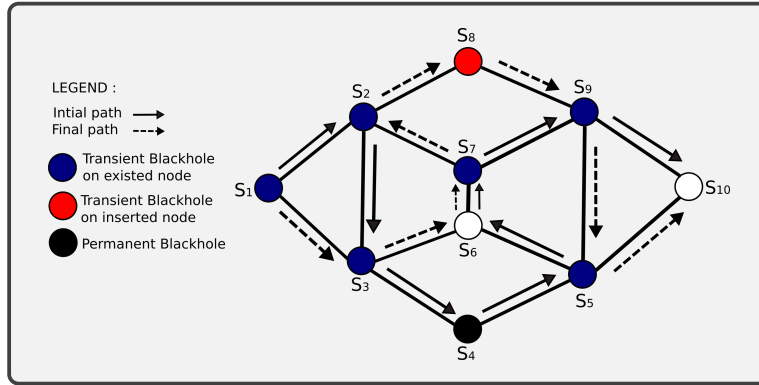 LEGEND :
Intial path
Final path
Transient Blackhole
on existed node
Transient Blackhole
on inserted node
Permanent Blackhole
S8
S2
S9
S7
S1
S10
S6
S3
S5
S4